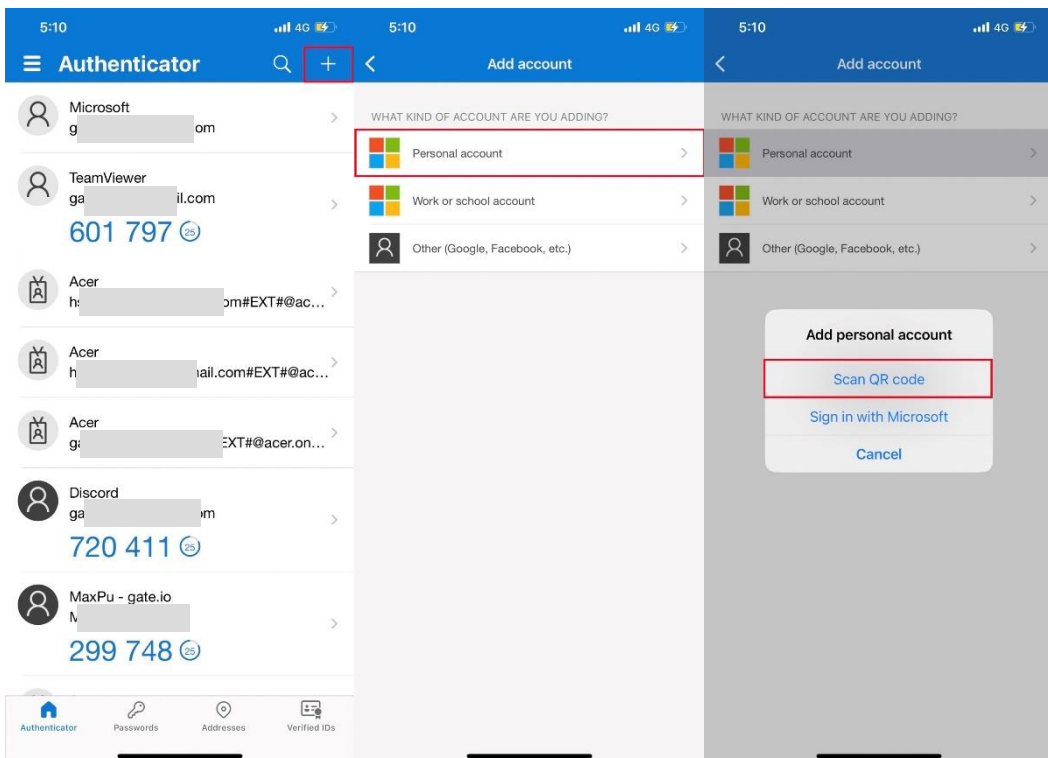 5:10
4G
Authenticator
Microsoft
g om
TeamViewer
ga il.com
601 797 25
Acer
h om#EXT#@ac...
Acer
h ail.com#EXT#@ac...
Acer
ga EXT#@acer.on...
Discord
ga om
720 411 25
MaxPu - gate.io
M
299 748 25
Authenticator
Passwords
Addresses
Verified IDs
5:10
4G
Add account
WHAT KIND OF ACCOUNT ARE YOU ADDING?
Personal account
Work or school account
Other (Google, Facebook, etc.)
5:10
4G
Add account
WHAT KIND OF ACCOUNT ARE YOU ADDING?
Personal account
Work or school account
Other (Google, Facebook, etc.)
Add personal account
Scan QR code
Sign in with Microsoft
Cancel